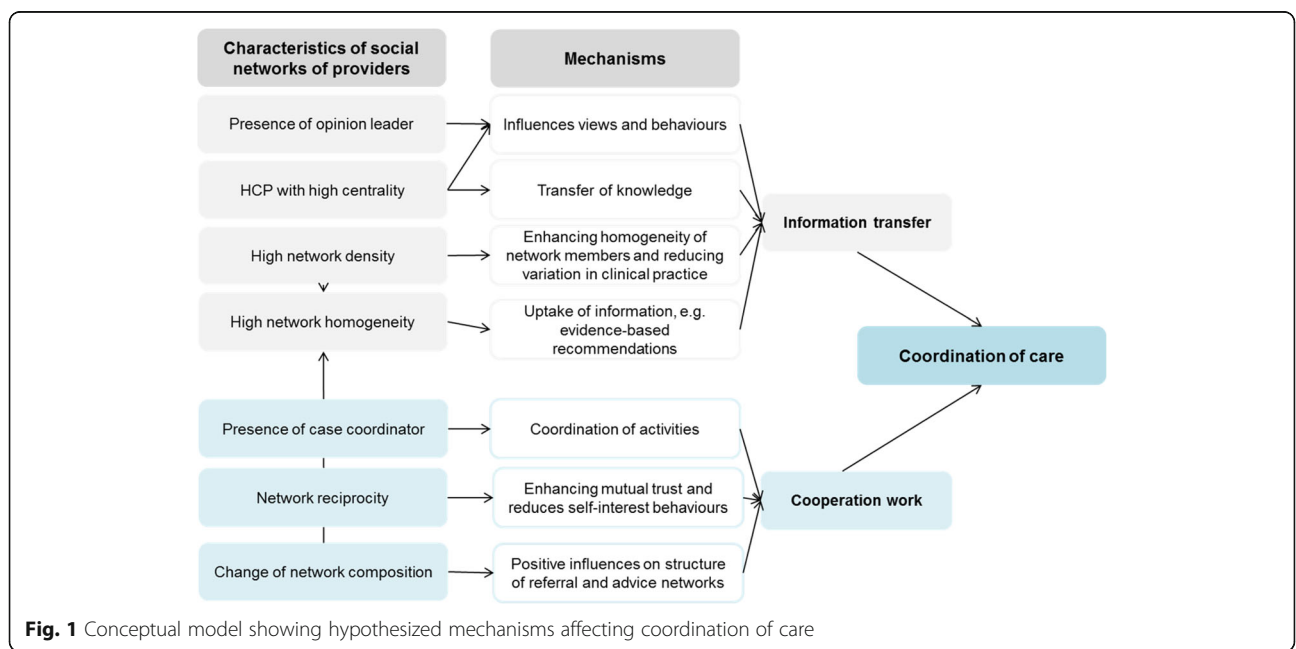 Characteristics of social
networks of providers
Mechanisms
Presence of opinion leader
Influences views and behaviours
HCP with high centrality
Transfer of knowledge
High network density
Enhancing homogeneity of
network members and reducing
variation in clinical practice
High network homogeneity
Uptake of information, e.g.
evidence-based
recommendations
Information transfer
Coordination of care
Presence of case coordinator
Coordination of activities
Network reciprocity
Enhancing mutual trust and
reduces self-interest behaviours
Cooperation work
Change of network composition
Positive influences on structure
of referral and advice networks
Fig. 1 Conceptual model showing hypothesized mechanisms affecting coordination of care